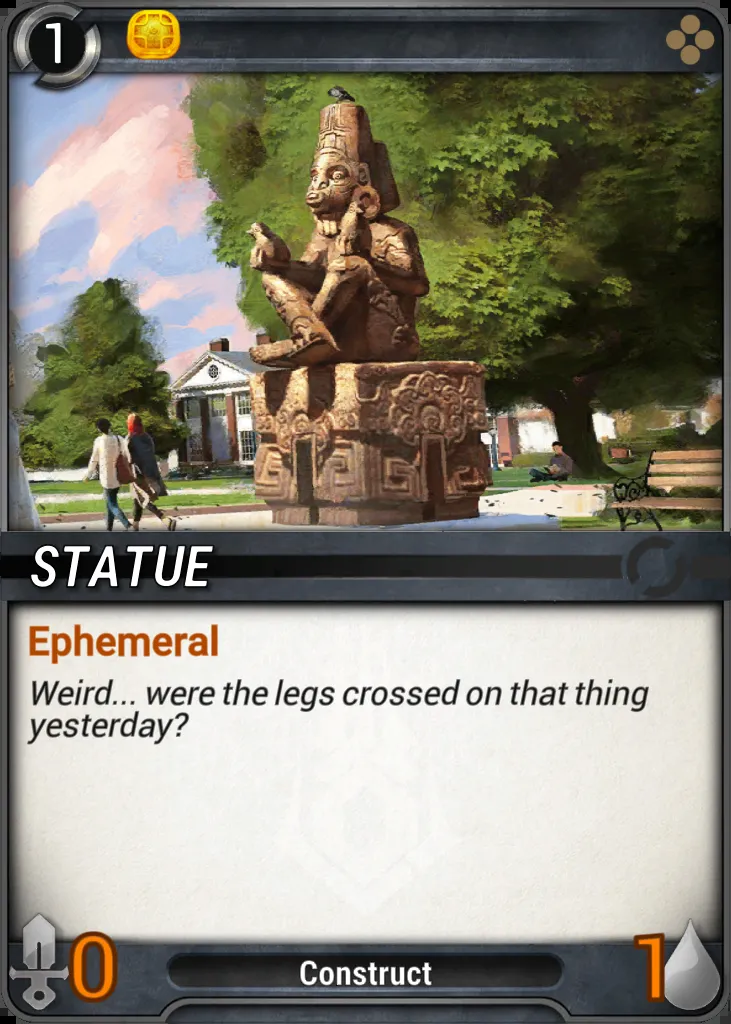 1
STATUE
Ephemeral
Weird... were the legs crossed on that thing
yesterday?
0
Construct
1